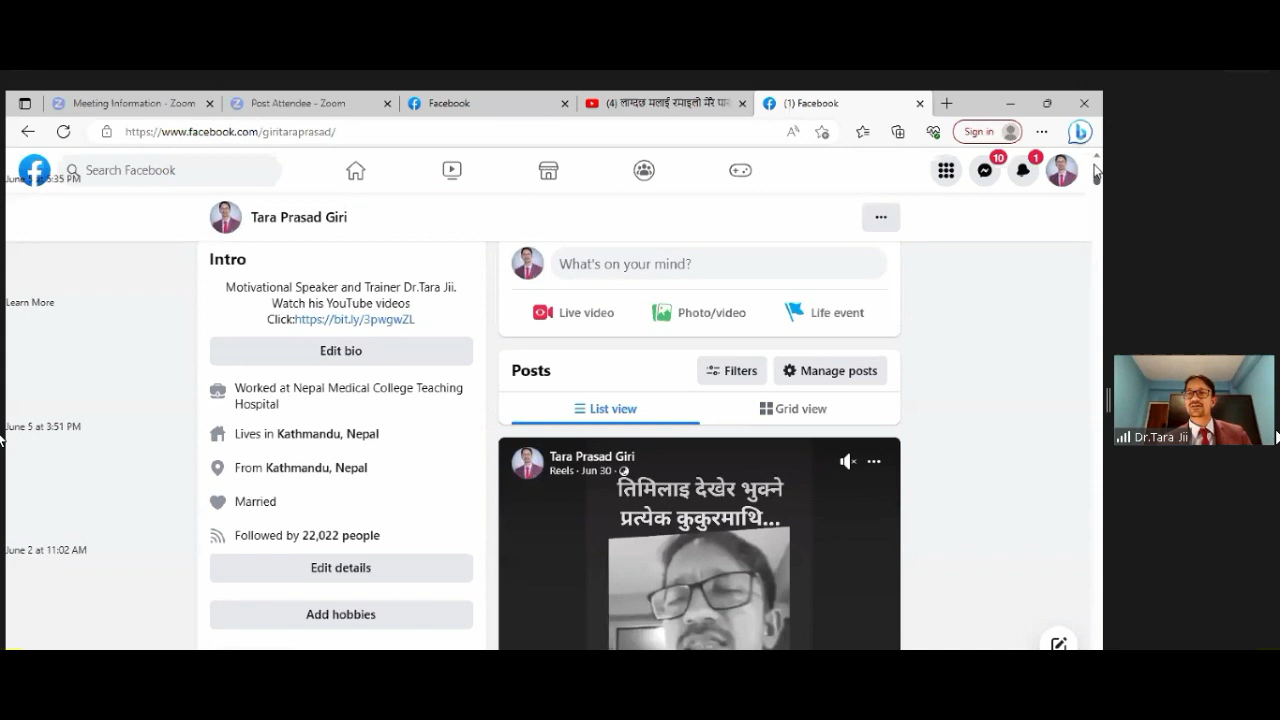 Meeting Information - Zoom
Post Attendee - Zoom
Facebook
(4) लाग्दछ मलाई रमाइलो मेरै पा
(1) Facebook
https://www.facebook.com/giritaraprasad/
Sign in
Search Facebook
10
1
June 5 at 5:35 PM
Tara Prasad Giri
Intro
Motivational Speaker and Trainer Dr.Tara Jii.
Watch his YouTube videos
Click:https://bit.ly/3pwgwZL
Edit bio
Worked at Nepal Medical College Teaching
Hospital
Lives in Kathmandu, Nepal
From Kathmandu, Nepal
Married
Followed by 22,022 people
Edit details
Add hobbies
Learn More
June 5 at 3:51 PM
June 2 at 11:02 AM
What's on your mind?
Live video
Photo/video
Life event
Posts
Filters
Manage posts
List view
Grid view
Tara Prasad Giri
Reels · Jun 30 ·
तिमिलाइ देखेर भुक्ने
प्रत्येक कुकुरमाथि...
Dr.Tara Jii